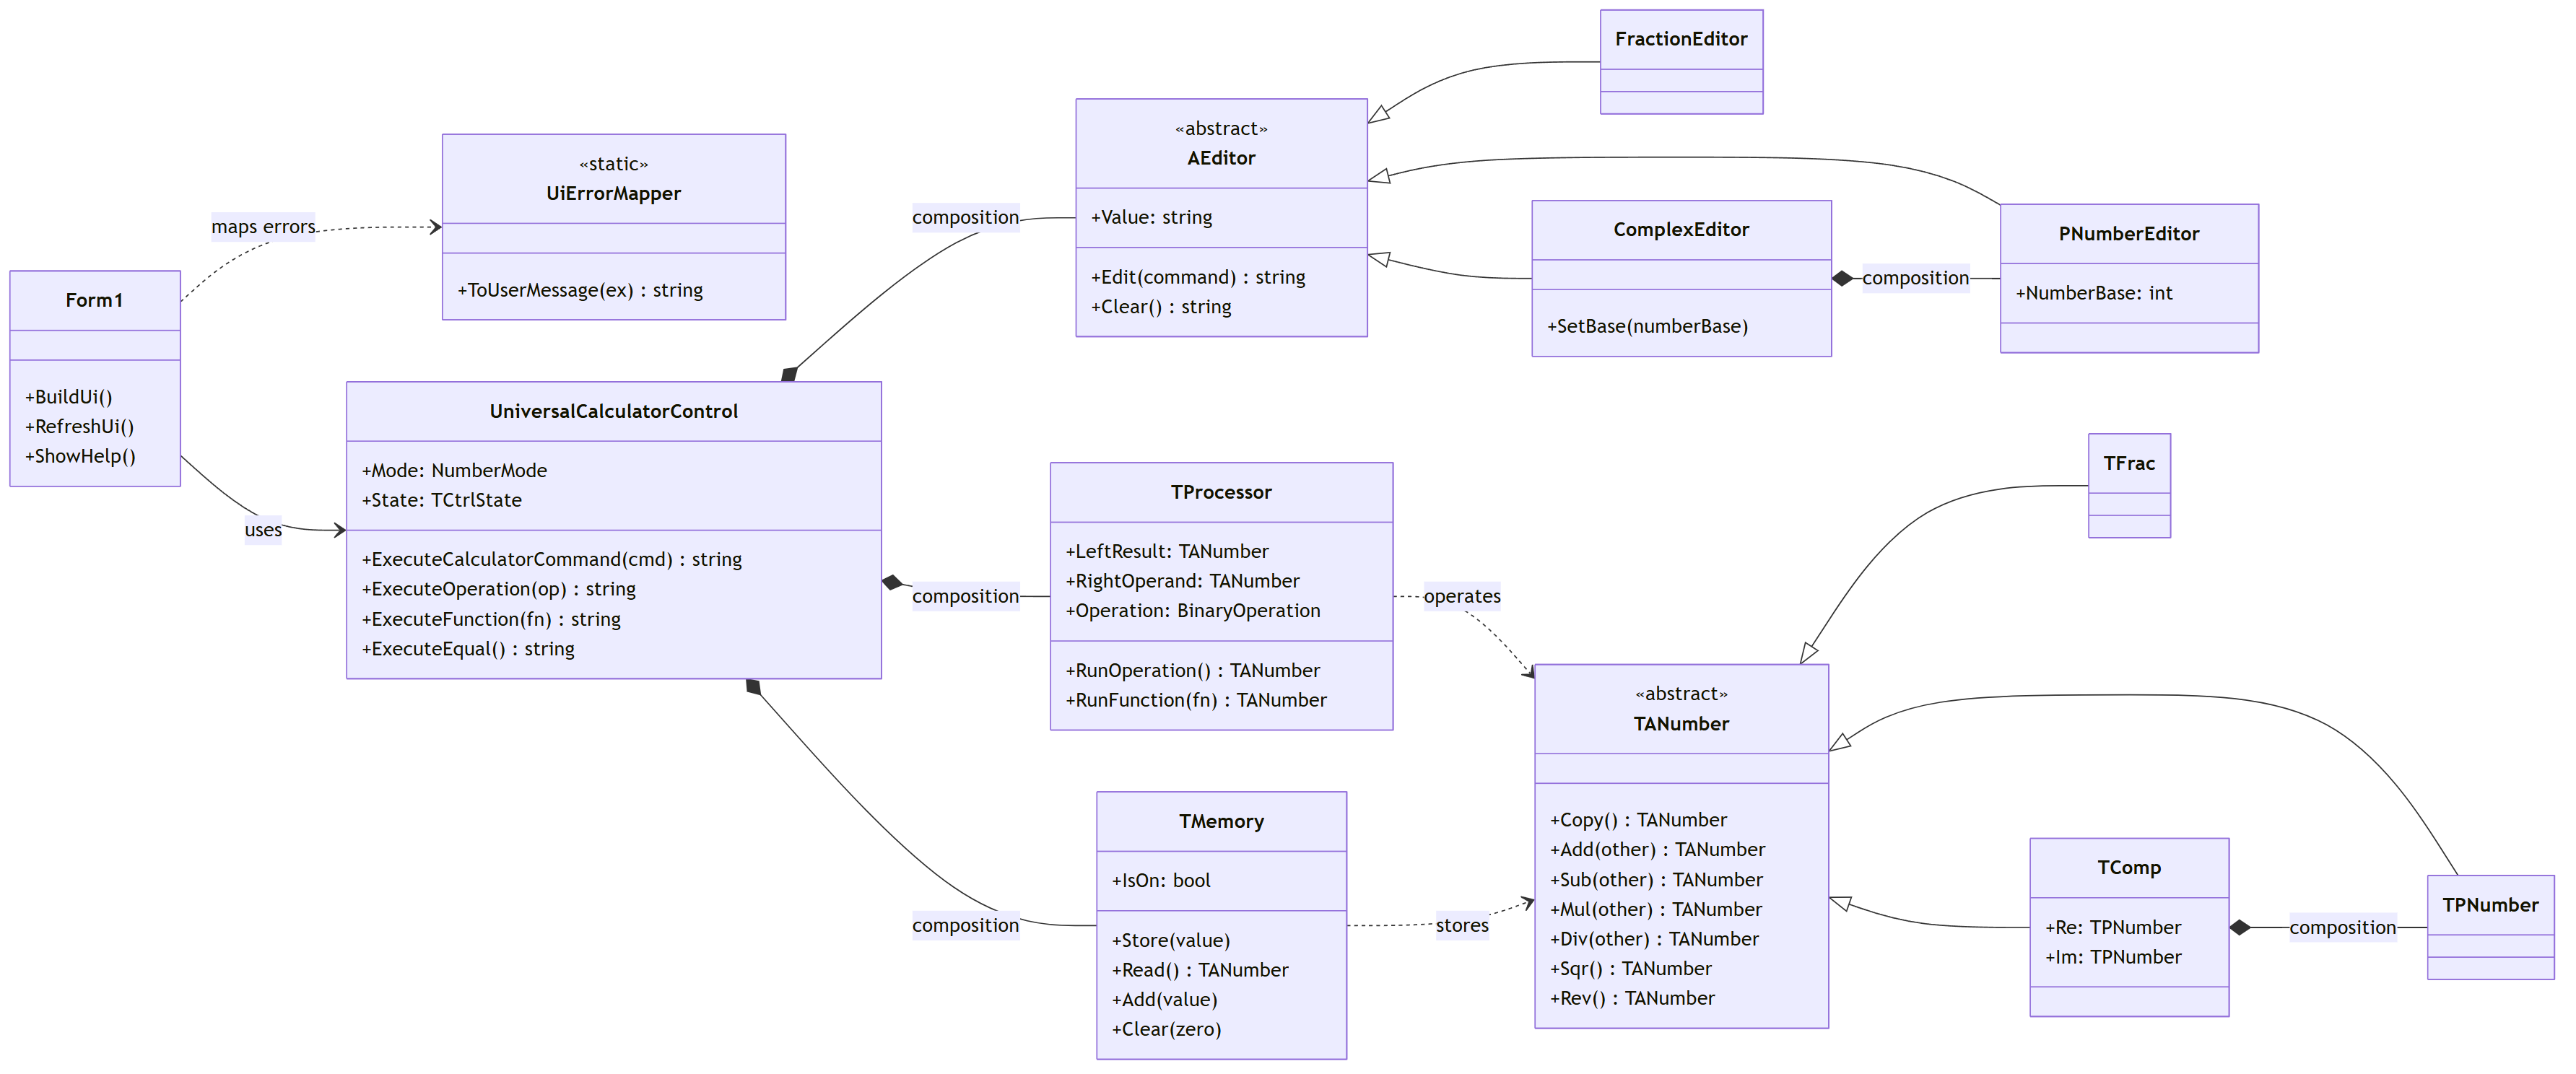 FractionEditor
«abstract»
AEditor
+Value: string
+Edit(command) : string
+Clear() : string
«static»
UiErrorMapper
+ToUserMessage(ex) : string
maps errors
composition
ComplexEditor
+SetBase(numberBase)
composition
PNumberEditor
+NumberBase: int
Form1
+BuildUi()
+RefreshUi()
+ShowHelp()
uses
UniversalCalculatorControl
+Mode: NumberMode
+State: TCtrlState
+ExecuteCalculatorCommand(cmd) : string
+ExecuteOperation(op) : string
+ExecuteFunction(fn) : string
+ExecuteEqual() : string
composition
TProcessor
+LeftResult: TANumber
+RightOperand: TANumber
+Operation: BinaryOperation
+RunOperation() : TANumber
+RunFunction(fn) : TANumber
operates
TFrac
«abstract»
TANumber
+Copy() : TANumber
+Add(other) : TANumber
+Sub(other) : TANumber
+Mul(other) : TANumber
+Div(other) : TANumber
+Sqr() : TANumber
+Rev() : TANumber
composition
TMemory
+IsOn: bool
+Store(value)
+Read() : TANumber
+Add(value)
+Clear(zero)
stores
TComp
+Re: TPNumber
+Im: TPNumber
composition
TPNumber